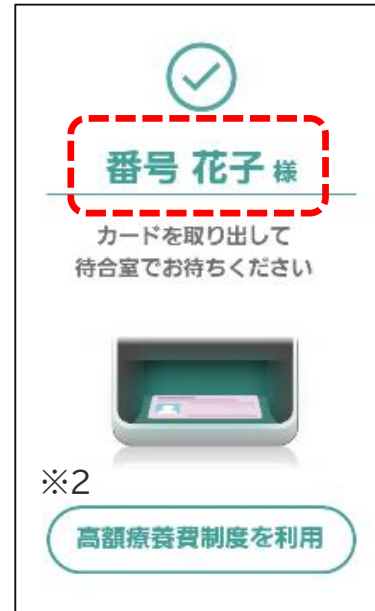 番号 花子 様
カードを取り出して
待合室でお待ちください
※2
高額療養費制度を利用